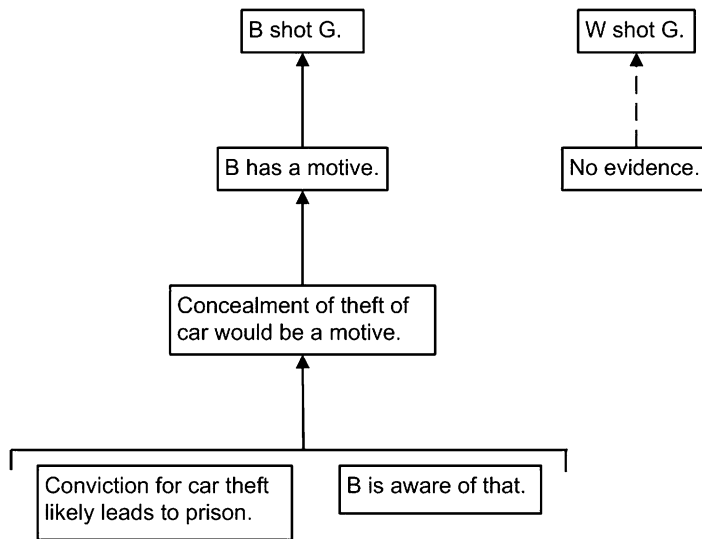 B shot G.
W shot G.
B has a motive.
No evidence.
Concealment of theft of
car would be a motive.
Conviction for car theft
likely leads to prison.
B is aware of that.